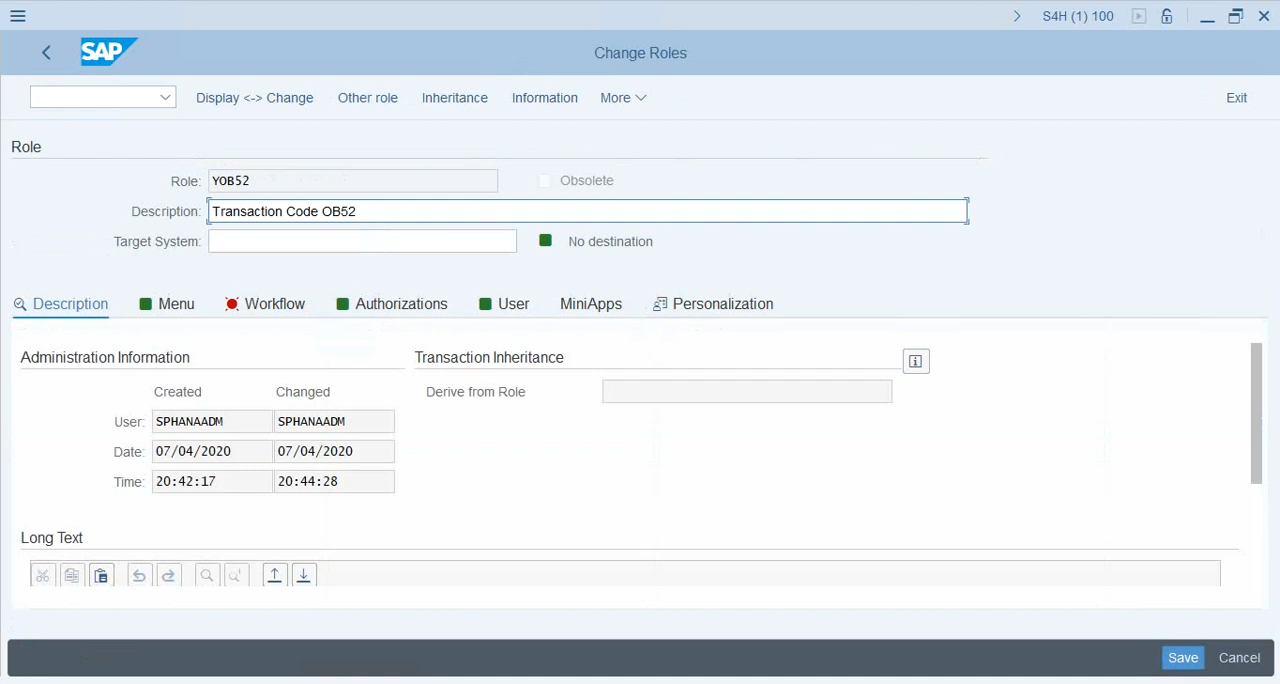 S4H (1) 100
SAP
Change Roles
Display <-> Change Other role Inheritance Information More Exit
Role
Role: YOB52 Obsolete
Description: Transaction Code OB52
Target System: No destination
Description Menu Workflow Authorizations User MiniApps Personalization
Administration Information Transaction Inheritance
Created Changed Derive from Role
User: SPHANAADM SPHANAADM
Date: 07/04/2020 07/04/2020
Time: 20:42:17 20:44:28
Long Text
Save Cancel